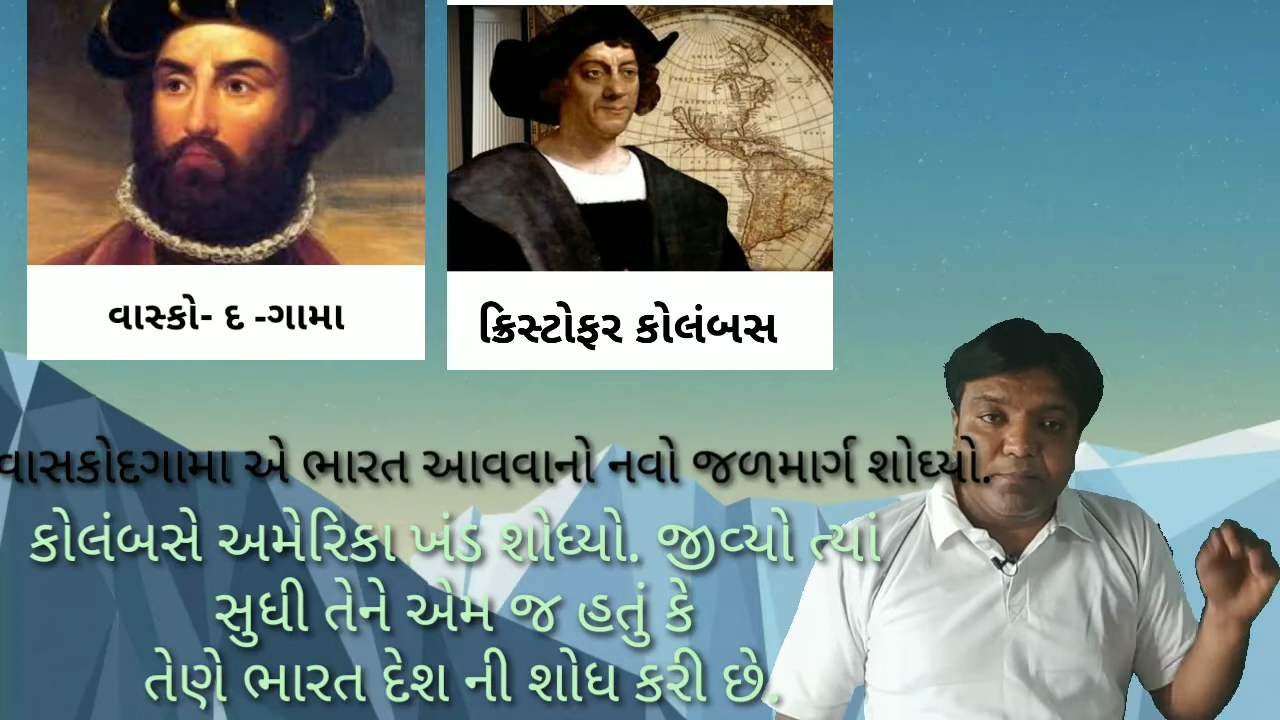 વાસ્કો- દ -ગામા
ક્રિસ્ટોફર કોલંબસ
વાસકોદગામા એ ભારત આવવાનો નવો જળમાર્ગ શોધ્યો.
કોલંબસે અમેરિકા ખંડ શોધ્યો. જીવ્યો ત્યાં
સુધી તેને એમ જ હતું કે
તેણે ભારત દેશ ની શોધ કરી છે.